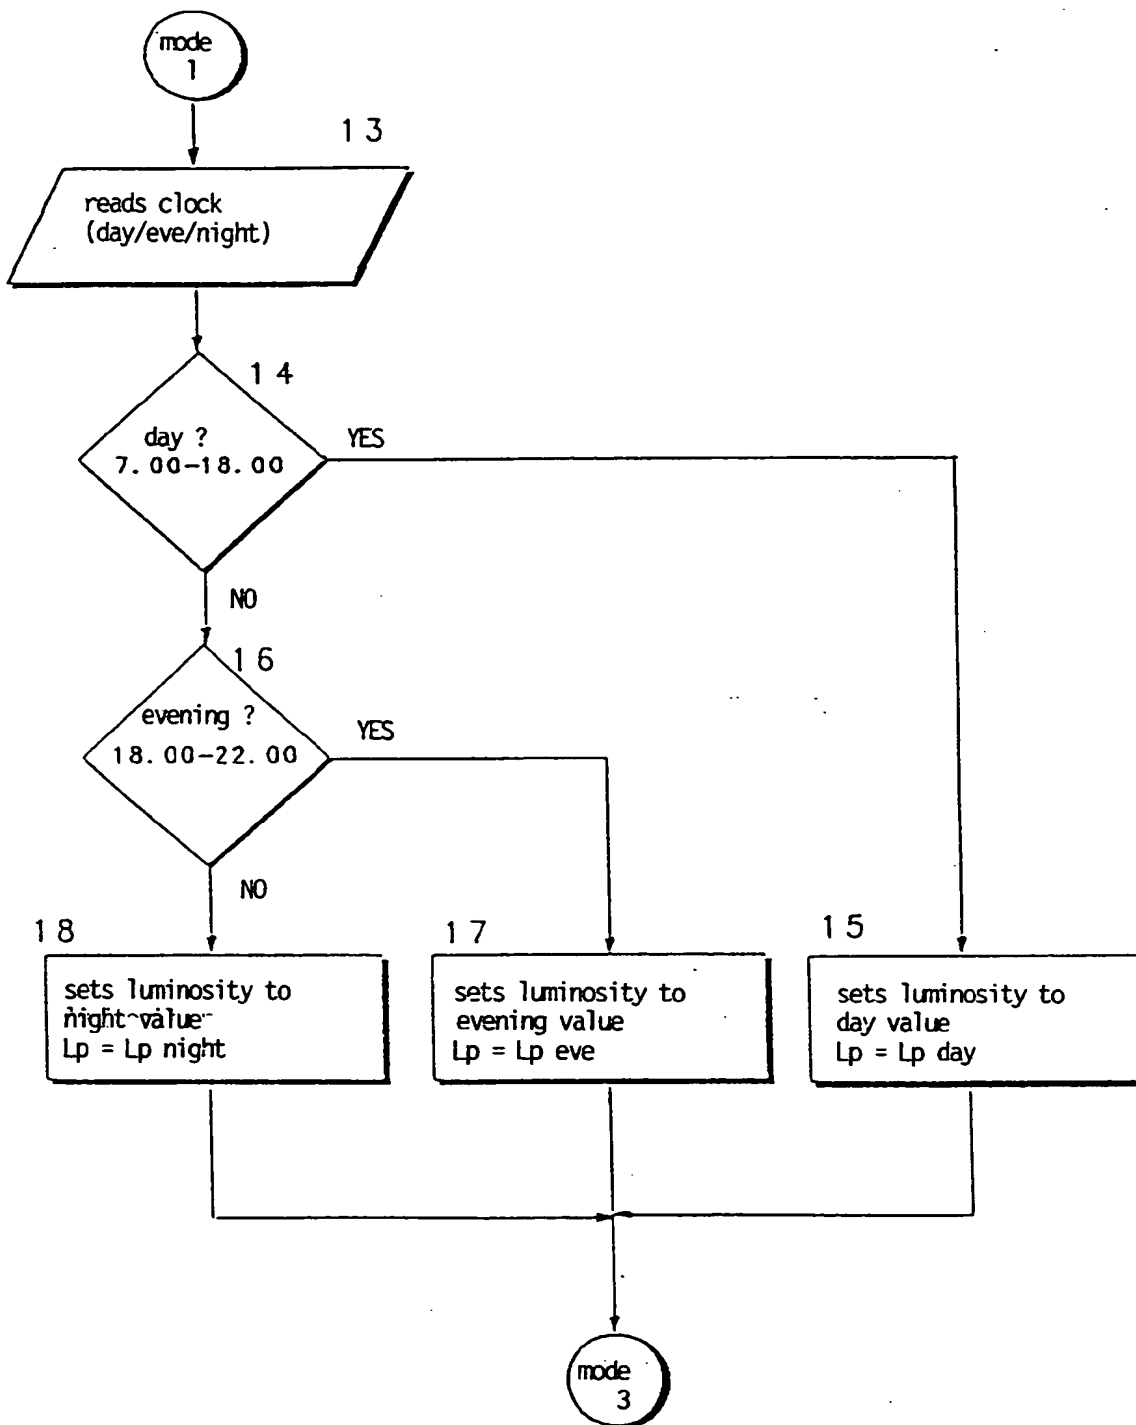 mode
1
13
reads clock
(day/eve/night)
14
day ?
7.00-18.00
YES
NO
16
evening ?
18.00-22.00
YES
NO
18
sets luminosity to
night value
Lp = Lp night
17
sets luminosity to
evening value
Lp = Lp eve
15
sets luminosity to
day value
Lp = Lp day
mode
3